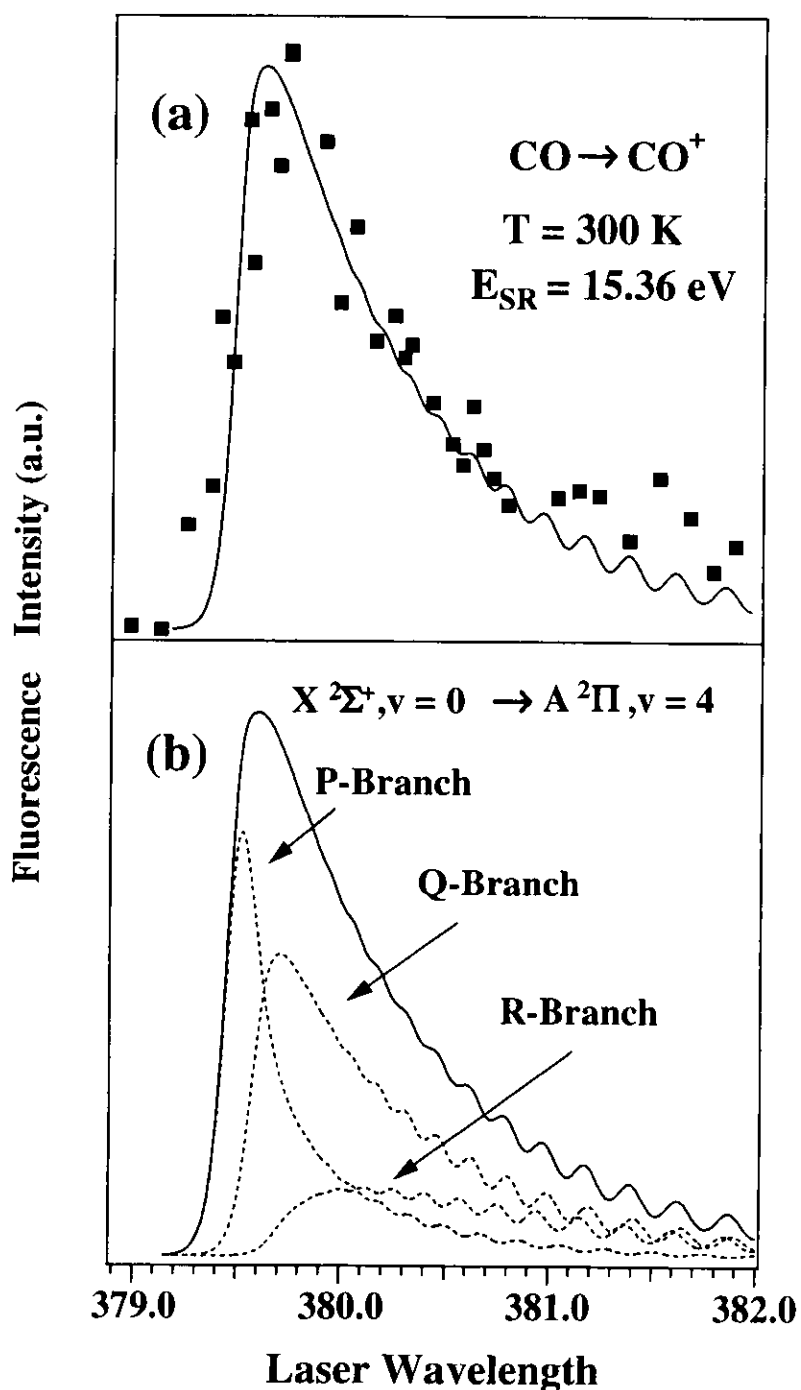 (a)
CO → CO⁺
T = 300 K
E_SR = 15.36 eV
Fluorescence Intensity (a.u.)
X ²Σ⁺, v = 0 → A ²Π, v = 4
(b)
P-Branch
Q-Branch
R-Branch
379.0 380.0 381.0 382.0
Laser Wavelength